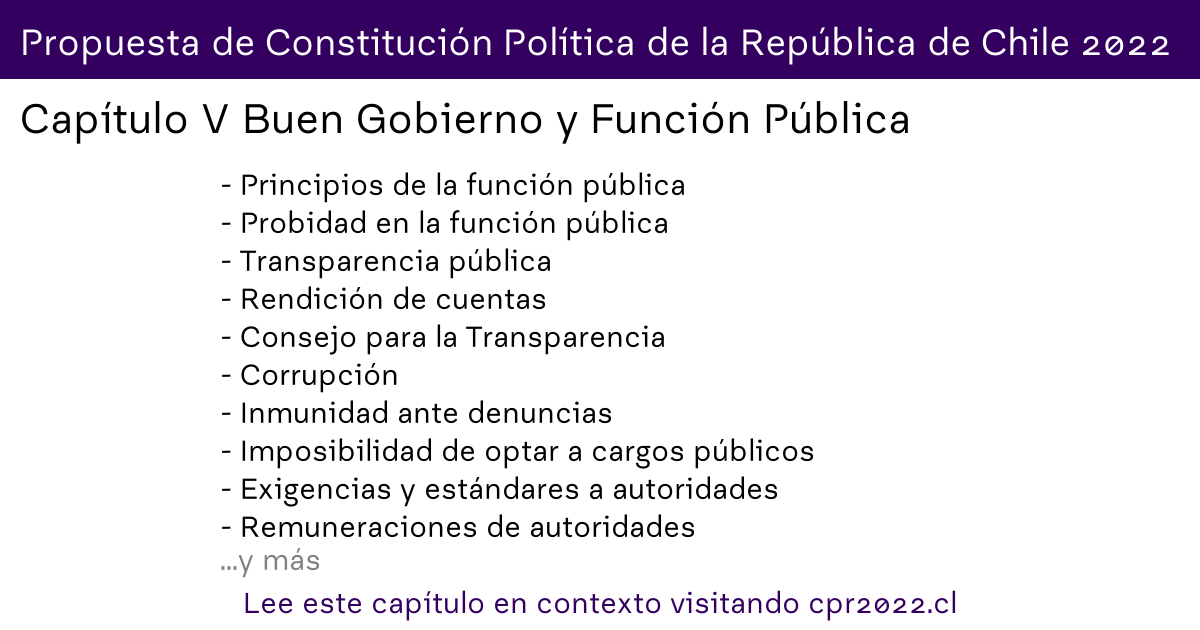 Propuesta de Constitución Política de la República de Chile 2022
Capítulo V Buen Gobierno y Función Pública
- Principios de la función pública
- Probidad en la función pública
- Transparencia pública
- Rendición de cuentas
- Consejo para la Transparencia
- Corrupción
- Inmunidad ante denuncias
- Imposibilidad de optar a cargos públicos
- Exigencias y estándares a autoridades
- Remuneraciones de autoridades
...y más
Lee este capítulo en contexto visitando cpr2022.cl